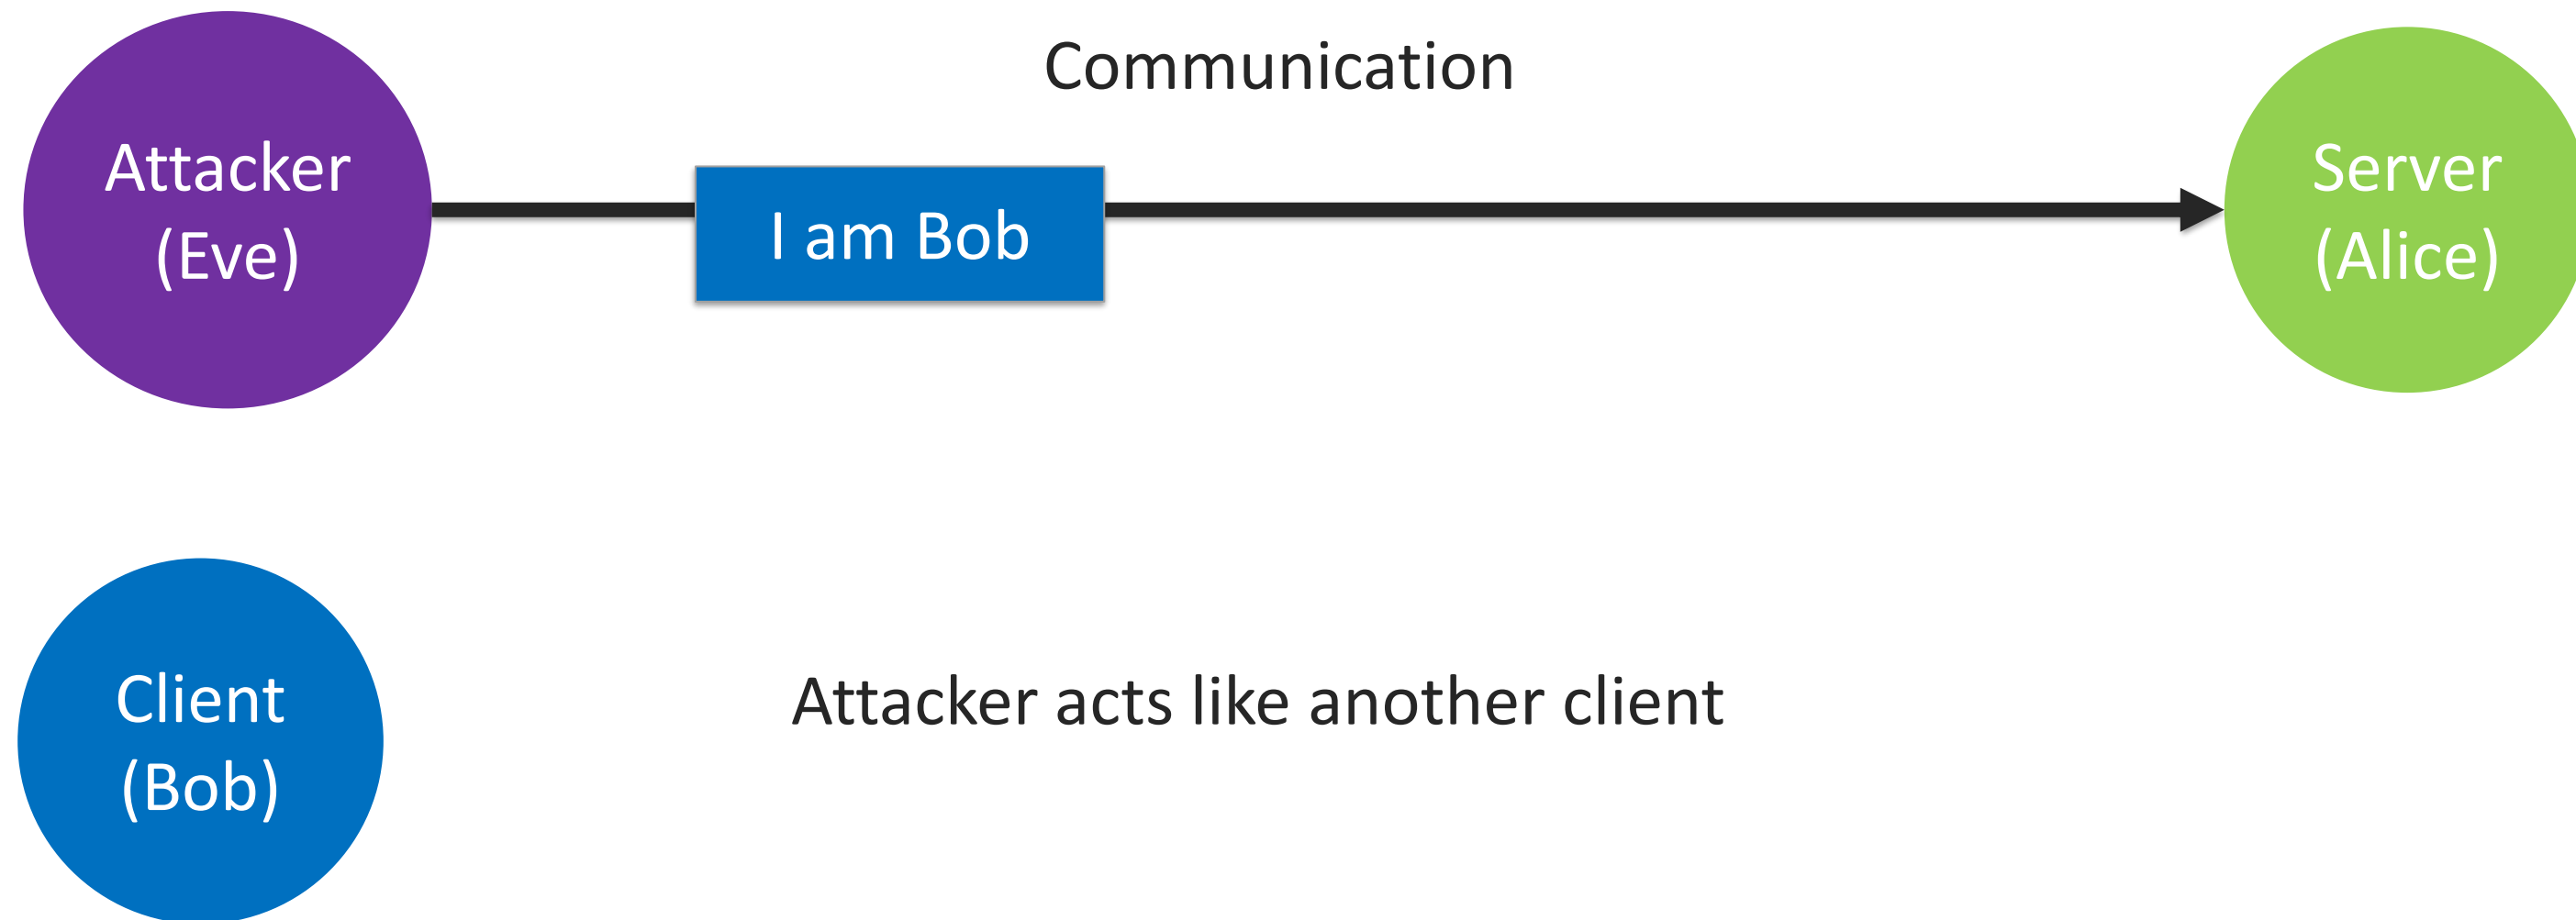 Communication
Attacker
(Eve)
I am Bob
Server
(Alice)
Client
(Bob)
Attacker acts like another client